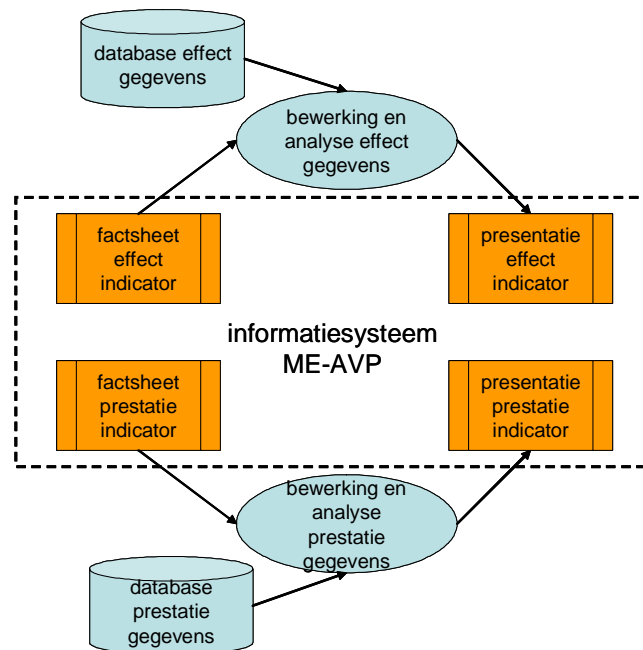 database effect
gegevens
bewerking en
analyse effect
gegevens
factsheet
effect
indicator
presentatie
effect
indicator
informatiesysteem
ME-AVP
factsheet
prestatie
indicator
presentatie
prestatie
indicator
bewerking en
analyse
prestatie
gegevens
database
prestatie
gegevens